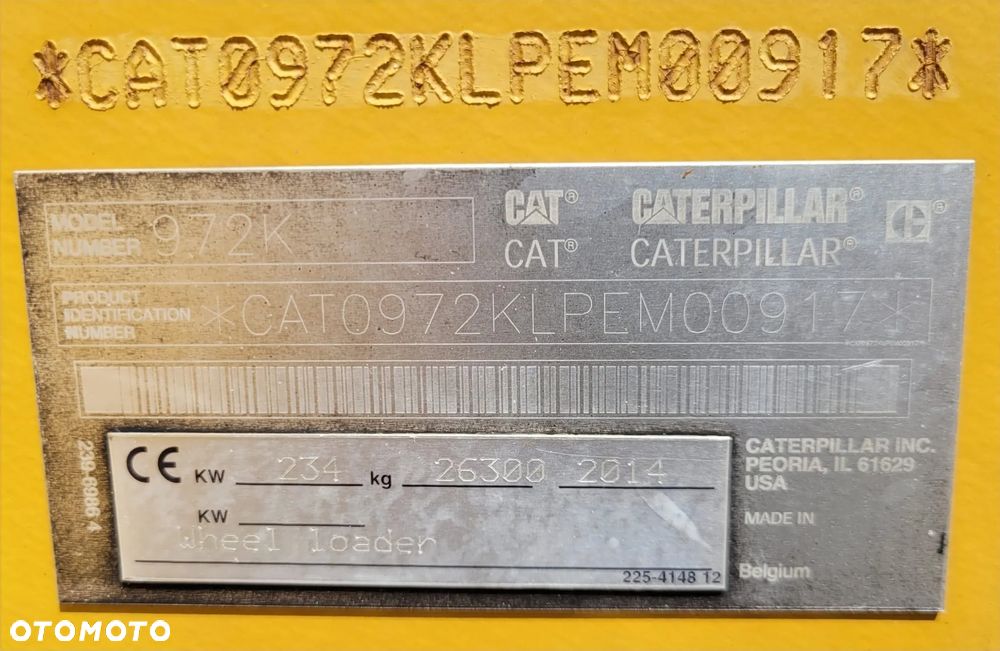 *CAT0972KLPEM00917*
MODEL NUMBER 972K
CAT® CATERPILLAR®
CAT® CATERPILLAR®
PRODUCT IDENTIFICATION NUMBER *CAT0972KLPEM00917*
239-6986 4
CE KW 234 kg 26300 2014
KW
Wheel loader
225-4148 12
CATERPILLAR INC.
PEORIA, IL 61629
USA
MADE IN
Belgium
OTOMOTO